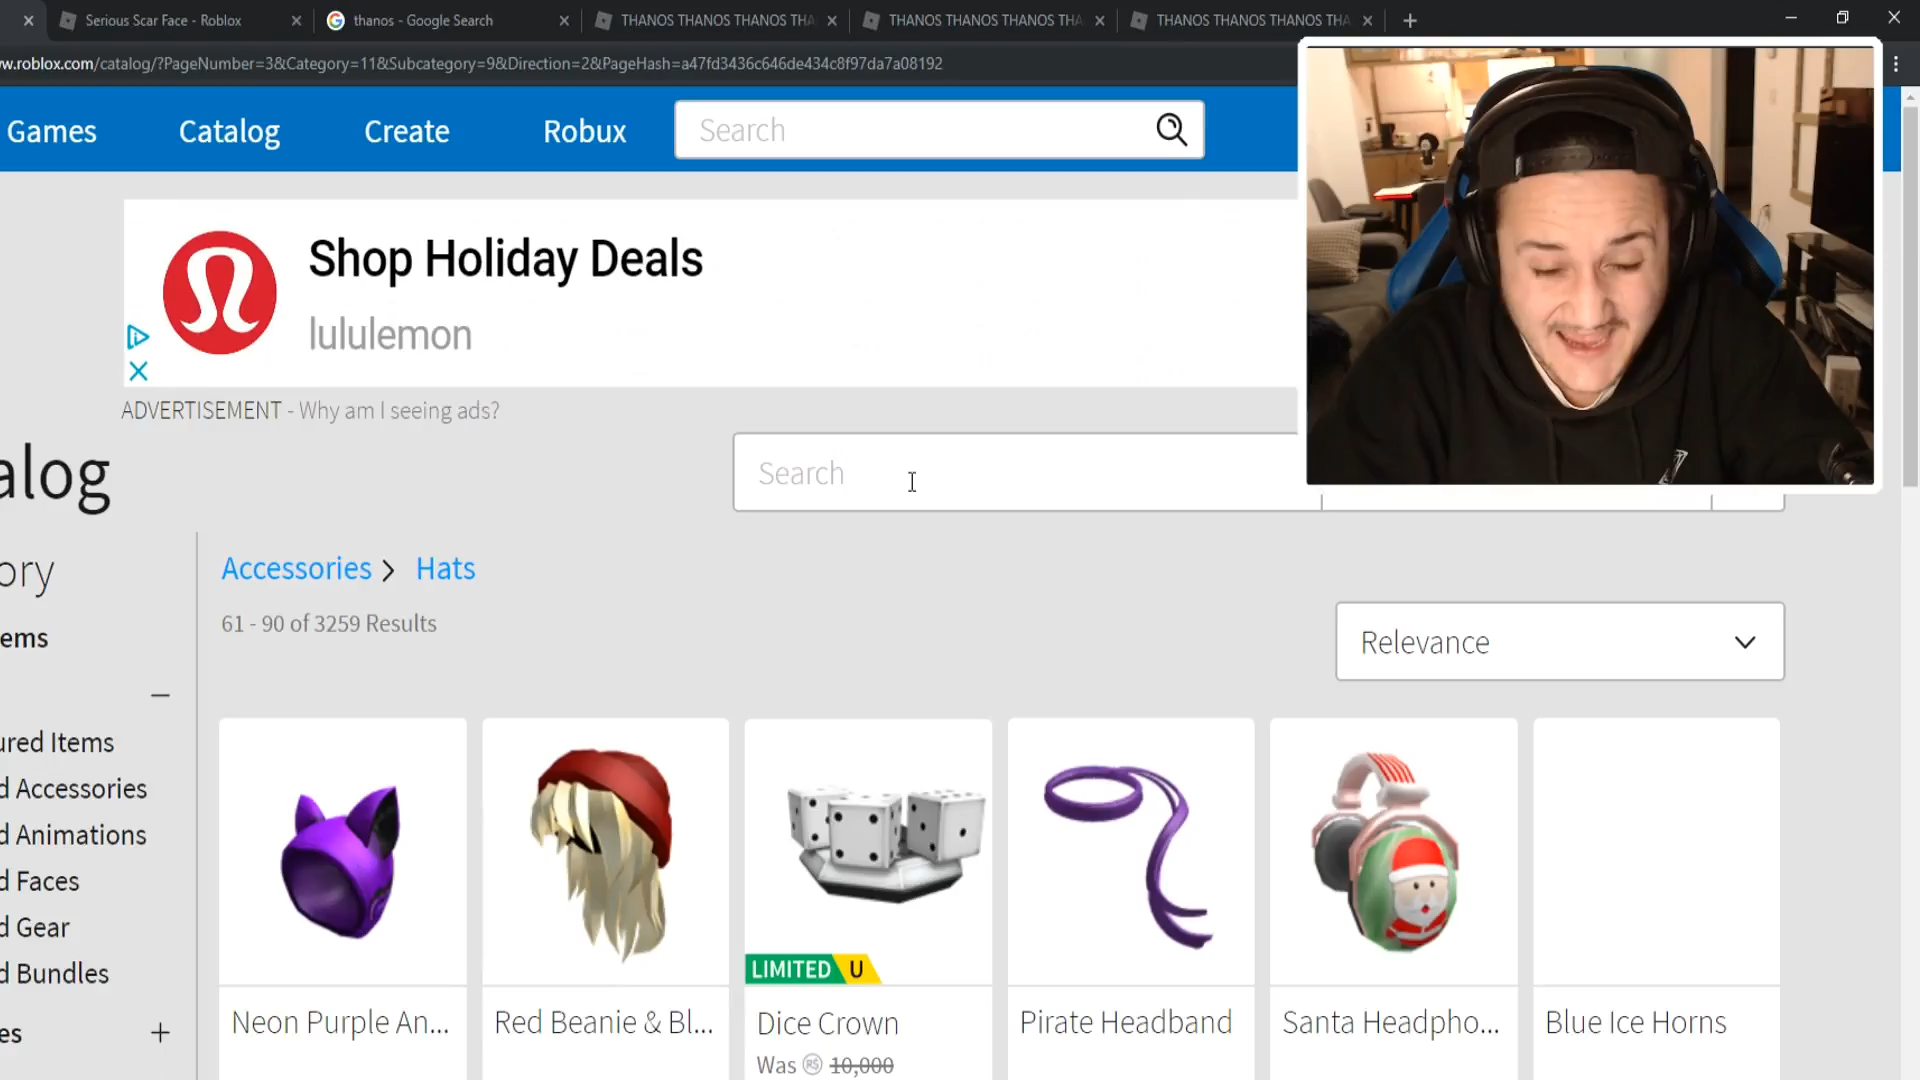 Serious Scar Face - Roblox
thanos - Google Search
THANOS THANOS THANOS THA
THANOS THANOS THANOS THA
THANOS THANOS THANOS THA
w.roblox.com/catalog/?PageNumber=3&Category=11&Subcategory=9&Direction=2&PageHash=a47fd3436c646de434c8f97da7a08192
Games
Catalog
Create
Robux
Search
Shop Holiday Deals
lululemon
ADVERTISEMENT - Why am I seeing ads?
alog
Search
ory
Accessories > Hats
61 - 90 of 3259 Results
Relevance
ems
ured Items
d Accessories
d Animations
d Faces
d Gear
d Bundles
es
LIMITED U
Neon Purple An...
Red Beanie & Bl...
Dice Crown
Was R$ 10,000
Pirate Headband
Santa Headpho...
Blue Ice Horns